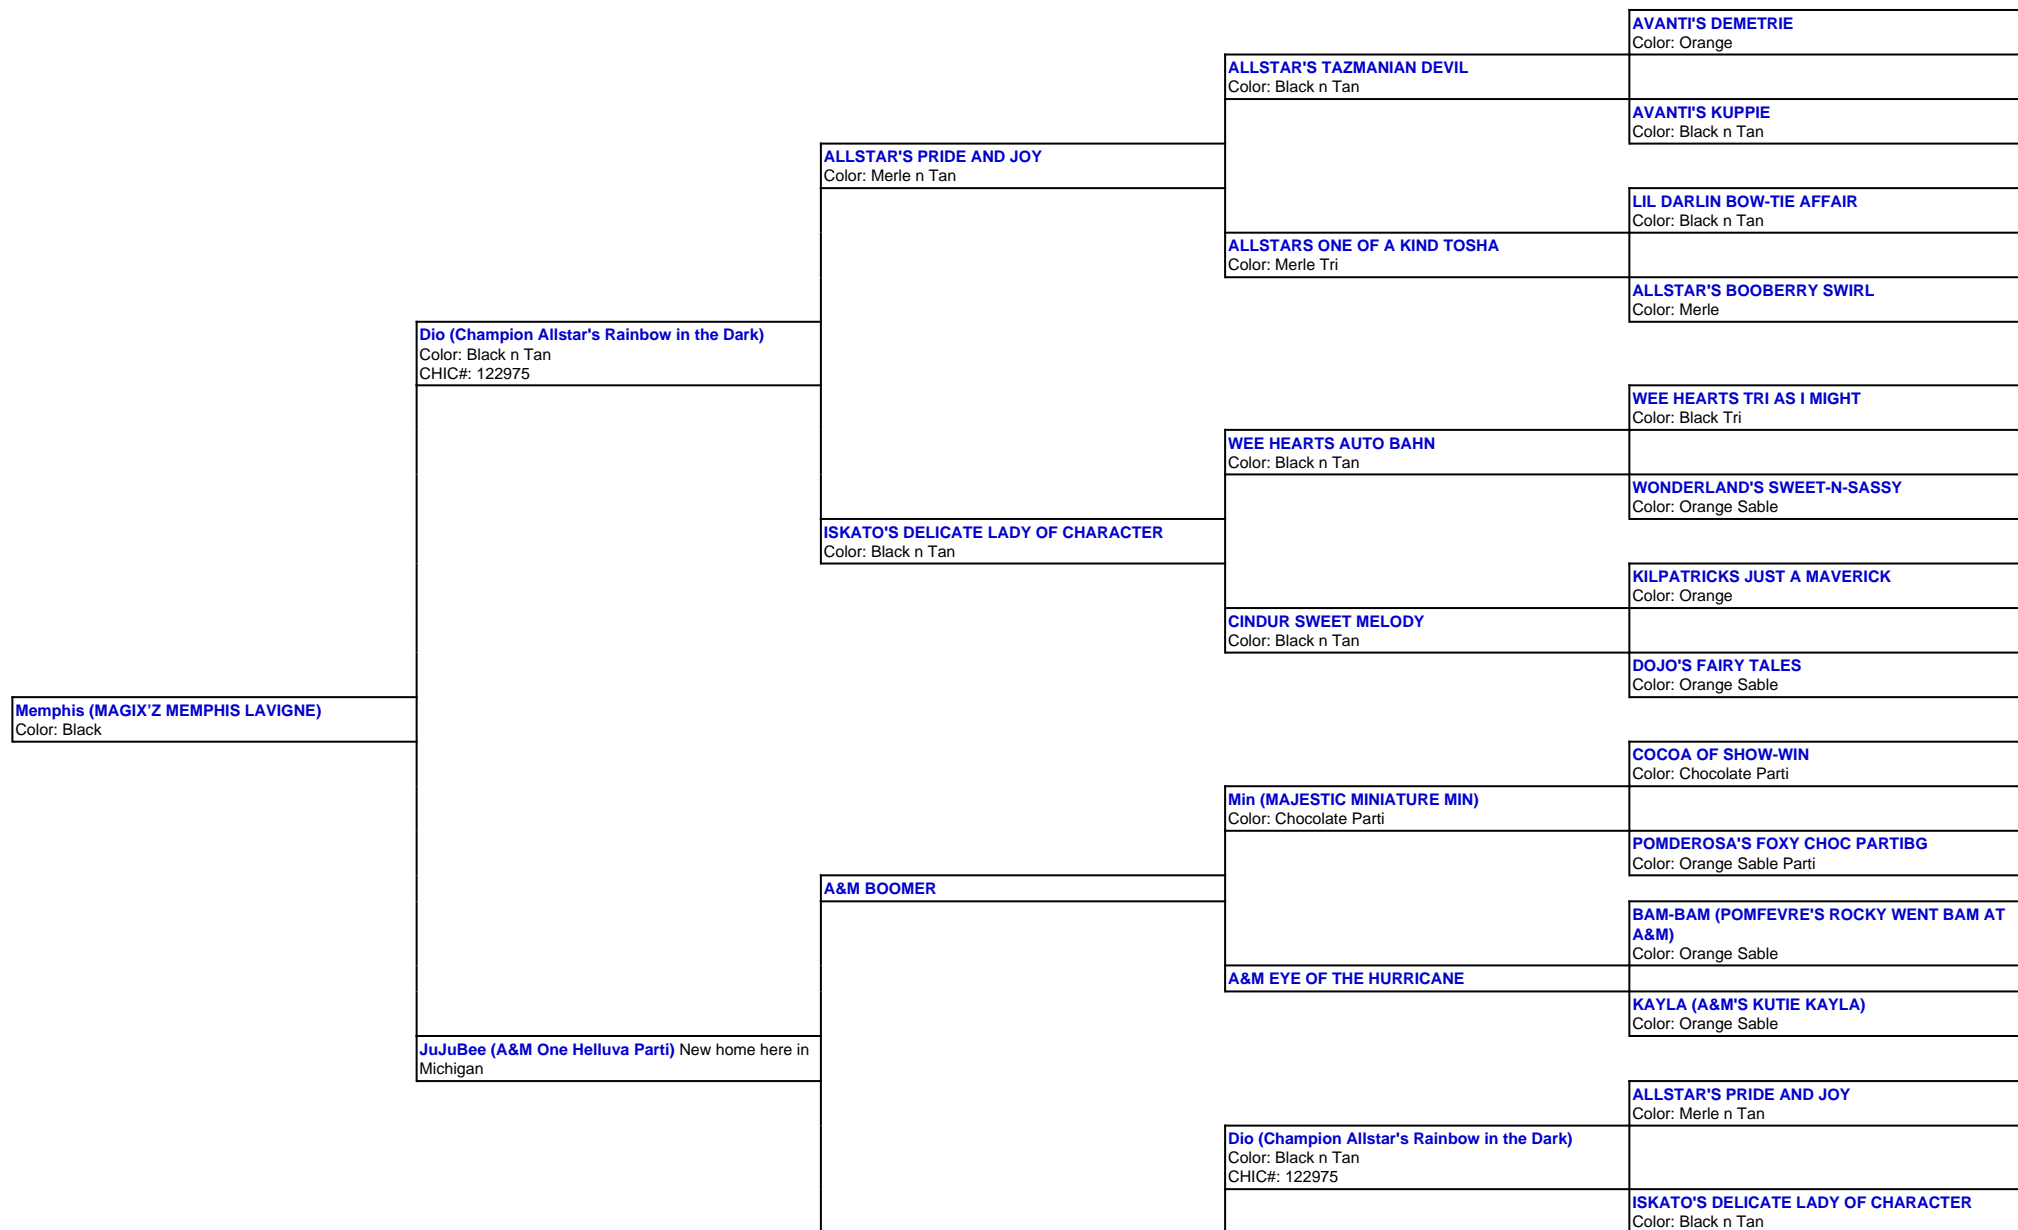 AVANTI'S DEMETRIE
Color: Orange
ALLSTAR'S TAZMANIAN DEVIL
Color: Black n Tan
AVANTI'S KUPPIE
Color: Black n Tan
ALLSTAR'S PRIDE AND JOY
Color: Merle n Tan
LIL DARLIN BOW-TIE AFFAIR
Color: Black n Tan
ALLSTARS ONE OF A KIND TOSHA
Color: Merle Tri
ALLSTAR'S BOOBERRY SWIRL
Color: Merle
Dio (Champion Allstar's Rainbow in the Dark)
Color: Black n Tan
CHIC#: 122975
WEE HEARTS TRI AS I MIGHT
Color: Black Tri
WEE HEARTS AUTO BAHN
Color: Black n Tan
WONDERLAND'S SWEET-N-SASSY
Color: Orange Sable
ISKATO'S DELICATE LADY OF CHARACTER
Color: Black n Tan
KILPATRICKS JUST A MAVERICK
Color: Orange
CINDUR SWEET MELODY
Color: Black n Tan
DOJO'S FAIRY TALES
Color: Orange Sable
Memphis (MAGIX’Z MEMPHIS LAVIGNE)
Color: Black
COCOA OF SHOW-WIN
Color: Chocolate Parti
Min (MAJESTIC MINIATURE MIN)
Color: Chocolate Parti
POMDEROSA'S FOXY CHOC PARTIBG
Color: Orange Sable Parti
A&M BOOMER
BAM-BAM (POMFEVRE'S ROCKY WENT BAM AT
A&M)
Color: Orange Sable
A&M EYE OF THE HURRICANE
KAYLA (A&M'S KUTIE KAYLA)
Color: Orange Sable
JuJuBee (A&M One Helluva Parti) New home here in
Michigan
ALLSTAR'S PRIDE AND JOY
Color: Merle n Tan
Dio (Champion Allstar's Rainbow in the Dark)
Color: Black n Tan
CHIC#: 122975
ISKATO'S DELICATE LADY OF CHARACTER
Color: Black n Tan